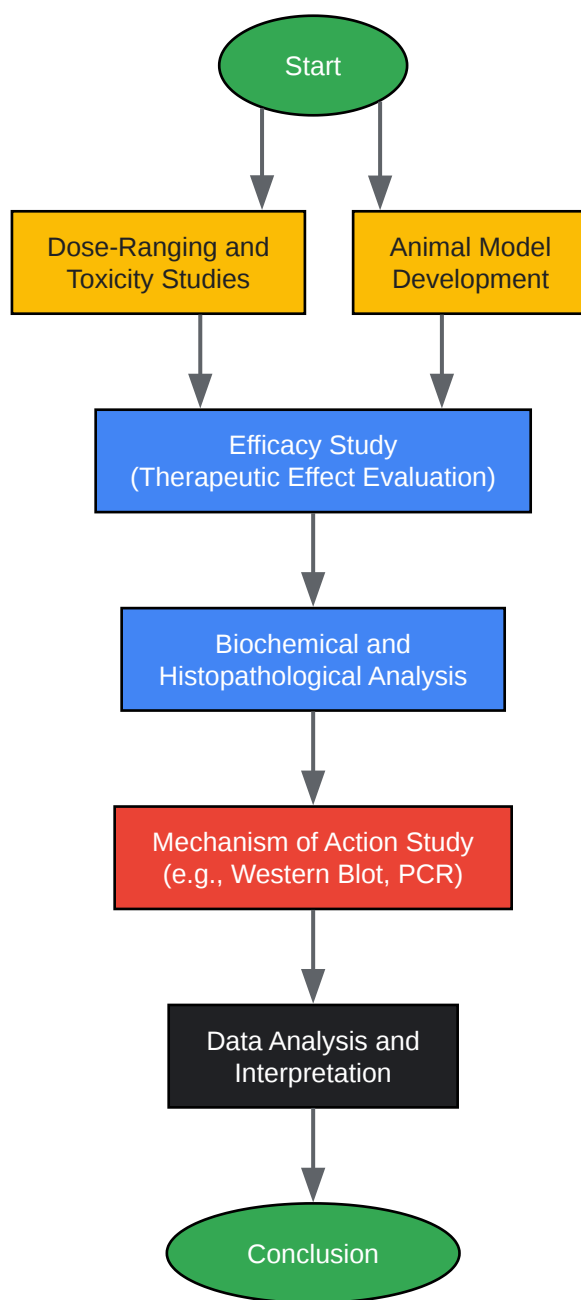 Start
Dose-Ranging and
Toxicity Studies
Animal Model
Development
Efficacy Study
(Therapeutic Effect Evaluation)
Biochemical and
Histopathological Analysis
Mechanism of Action Study
(e.g., Western Blot, PCR)
Data Analysis and
Interpretation
Conclusion